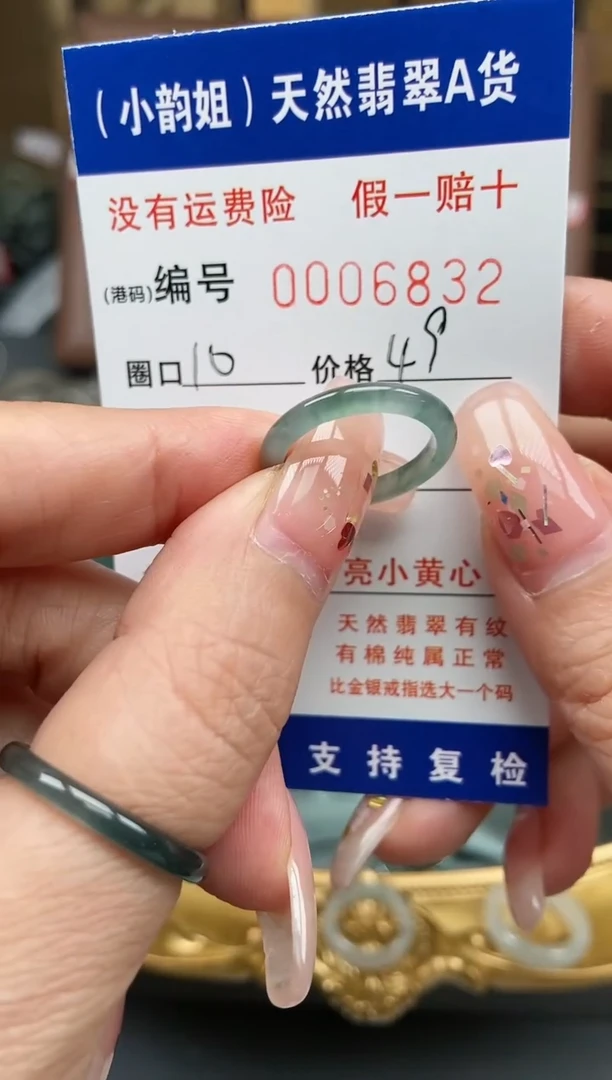 （小韵姐）天然翡翠A货
没有运费险 假一赔十
(港码)编号 0006832
圈口10 价格49
亮小黄心
天然翡翠有纹
有棉纯属正常
比金银戒指选大一个码
支持复检